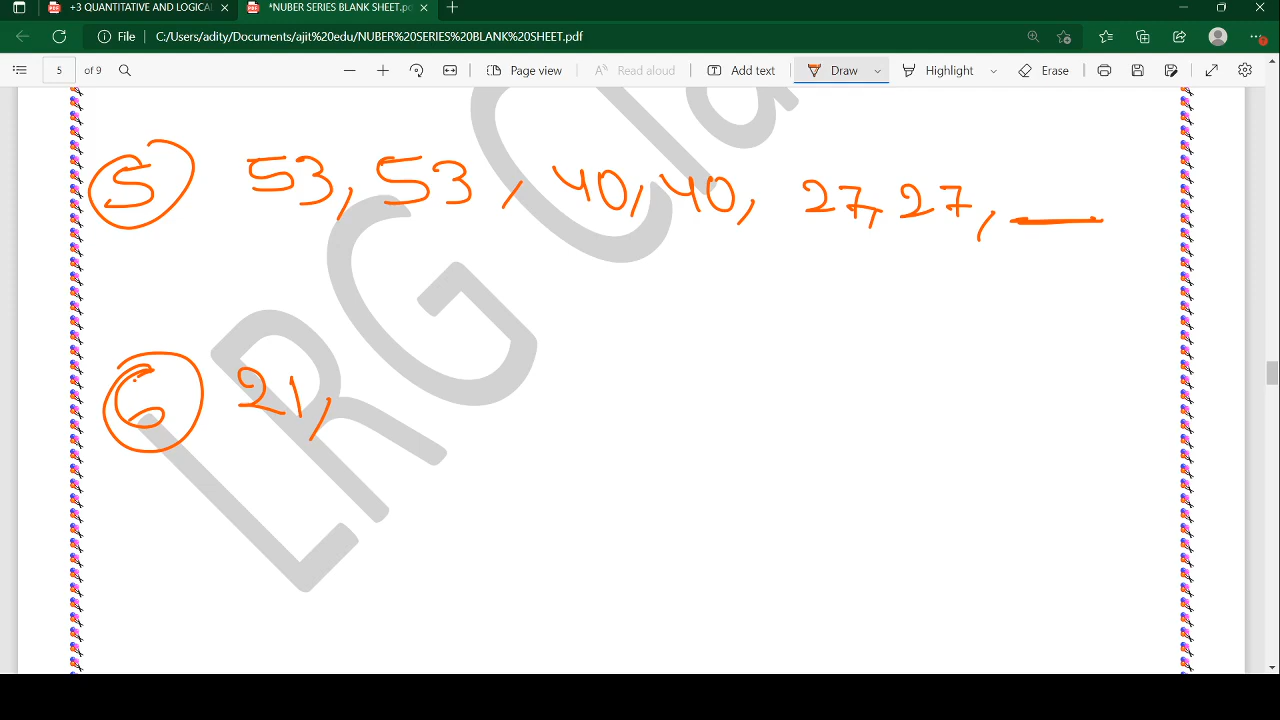 +3 QUANTITATIVE AND LOGICAL
*NUBER SERIES BLANK SHEET.pd
File
C:/Users/adity/Documents/ajit%20edu/NUBER%20SERIES%20BLANK%20SHEET.pdf
5 of 9
Page view
Read aloud
Add text
Draw
Highlight
Erase
5 53, 53, 40, 40, 27, 27, __
6 21,
LRG Cla